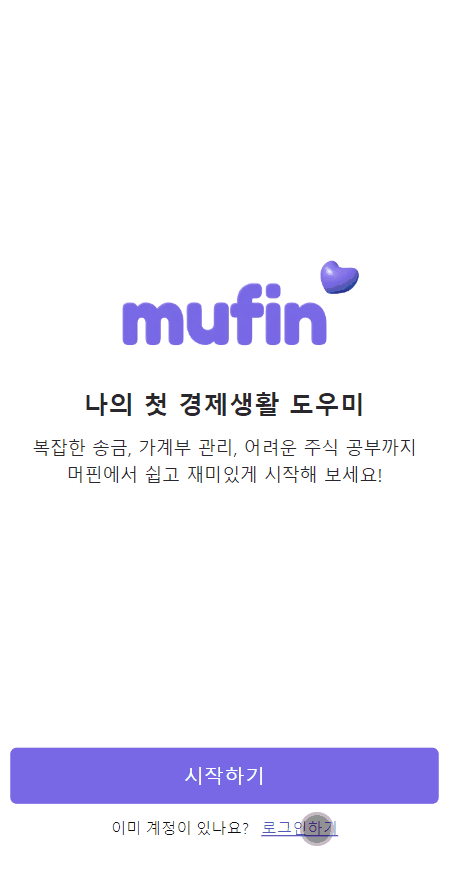 mufin
나의 첫 경제생활 도우미
복잡한 송금, 가계부 관리, 어려운 주식 공부까지
머핀에서 쉽고 재미있게 시작해 보세요!
시작하기
이미 계정이 있나요? 로그인하기